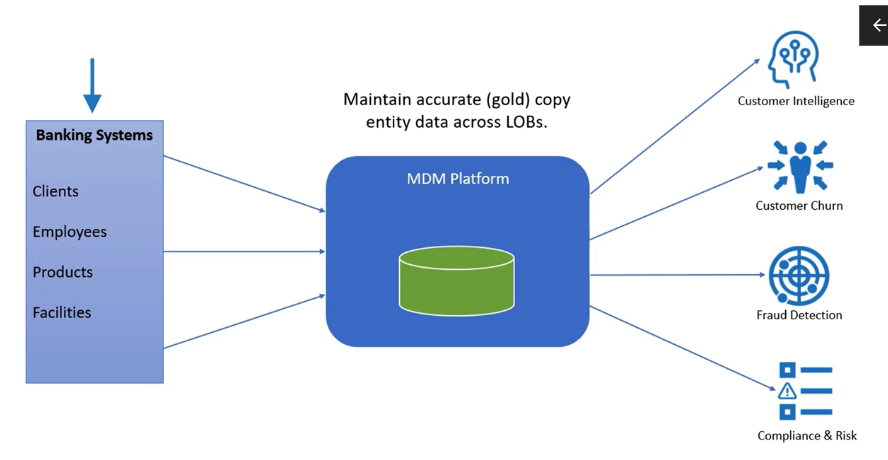 Banking Systems
Clients
Employees
Products
Facilities
Maintain accurate (gold) copy
entity data across LOBs.
MDM Platform
Customer Intelligence
Customer Churn
Fraud Detection
Compliance & Risk